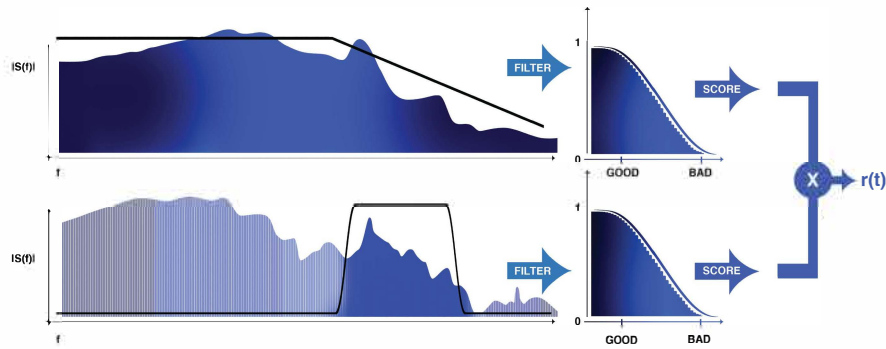 |S(f)|
f
FILTER
1
0
GOOD
BAD
SCORE
X
r(t)
|S(f)|
f
FILTER
1
0
GOOD
BAD
SCORE